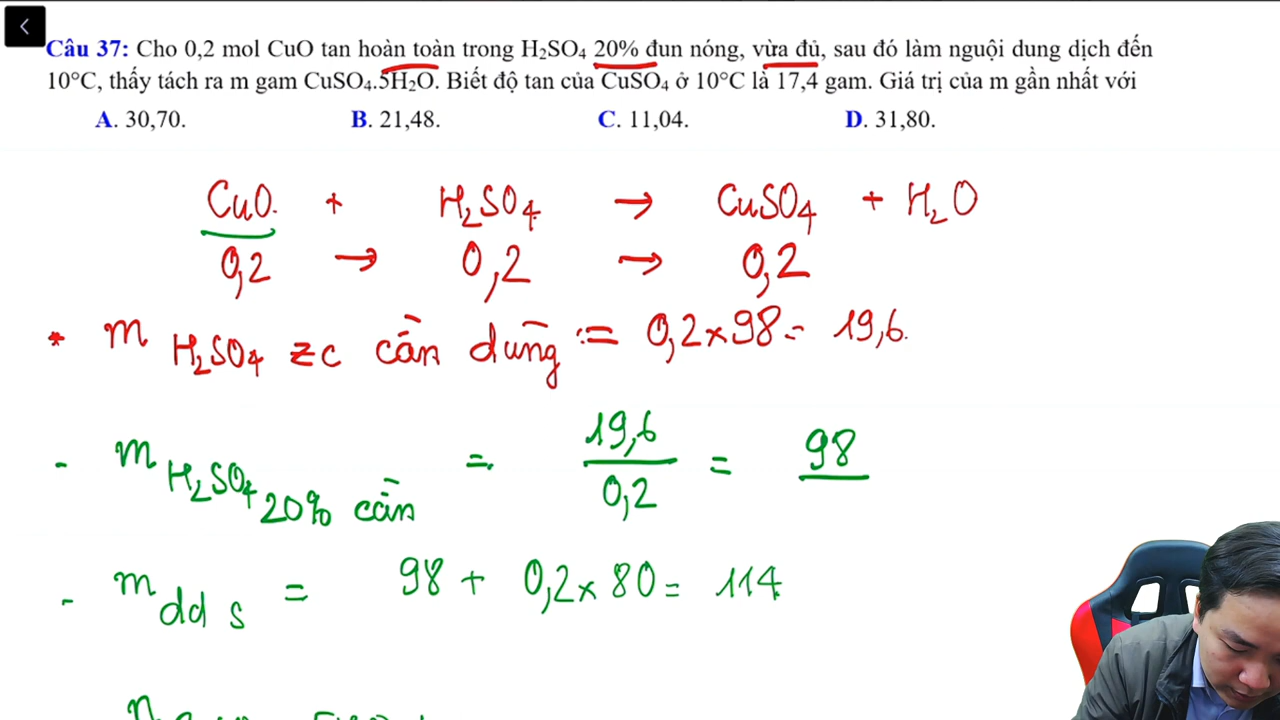 Câu 37: Cho 0,2 mol CuO tan hoàn toàn trong H₂SO₄ 20% đun nóng, vừa đủ, sau đó làm nguội dung dịch đến
10°C, thấy tách ra m gam CuSO₄.5H₂O. Biết độ tan của CuSO₄ ở 10°C là 17,4 gam. Giá trị của m gần nhất với
A. 30,70. B. 21,48. C. 11,04. D. 31,80.
CuO + H₂SO₄ → CuSO₄ + H₂O
0,2 → 0,2 → 0,2
* m H₂SO₄ zc cần dùng := 0,2×98 = 19,6.
- m H₂SO₄ 20% cần = 19,6 / 0,2 = 98
- m dd s = 98 + 0,2×80 = 114